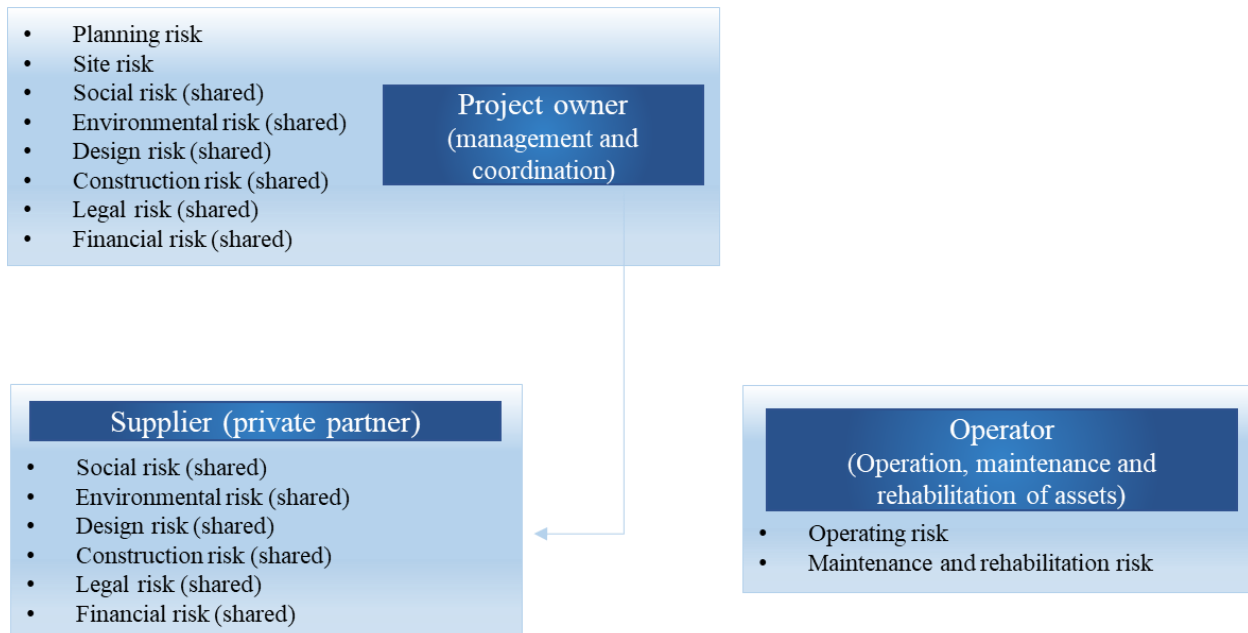 • Planning risk
• Site risk
• Social risk (shared)
• Environmental risk (shared)
• Design risk (shared)
• Construction risk (shared)
• Legal risk (shared)
• Financial risk (shared)
Project owner
(management and
coordination)
Supplier (private partner)
• Social risk (shared)
• Environmental risk (shared)
• Design risk (shared)
• Construction risk (shared)
• Legal risk (shared)
• Financial risk (shared)
Operator
(Operation, maintenance and
rehabilitation of assets)
• Operating risk
• Maintenance and rehabilitation risk